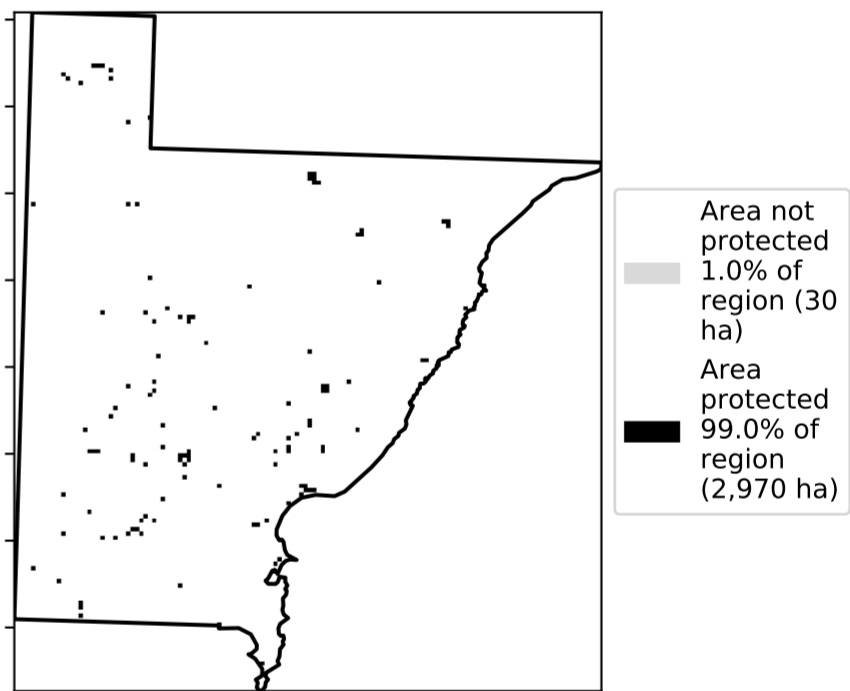 Area not
protected
1.0% of
region (30
ha)
Area
protected
99.0% of
region
(2,970 ha)